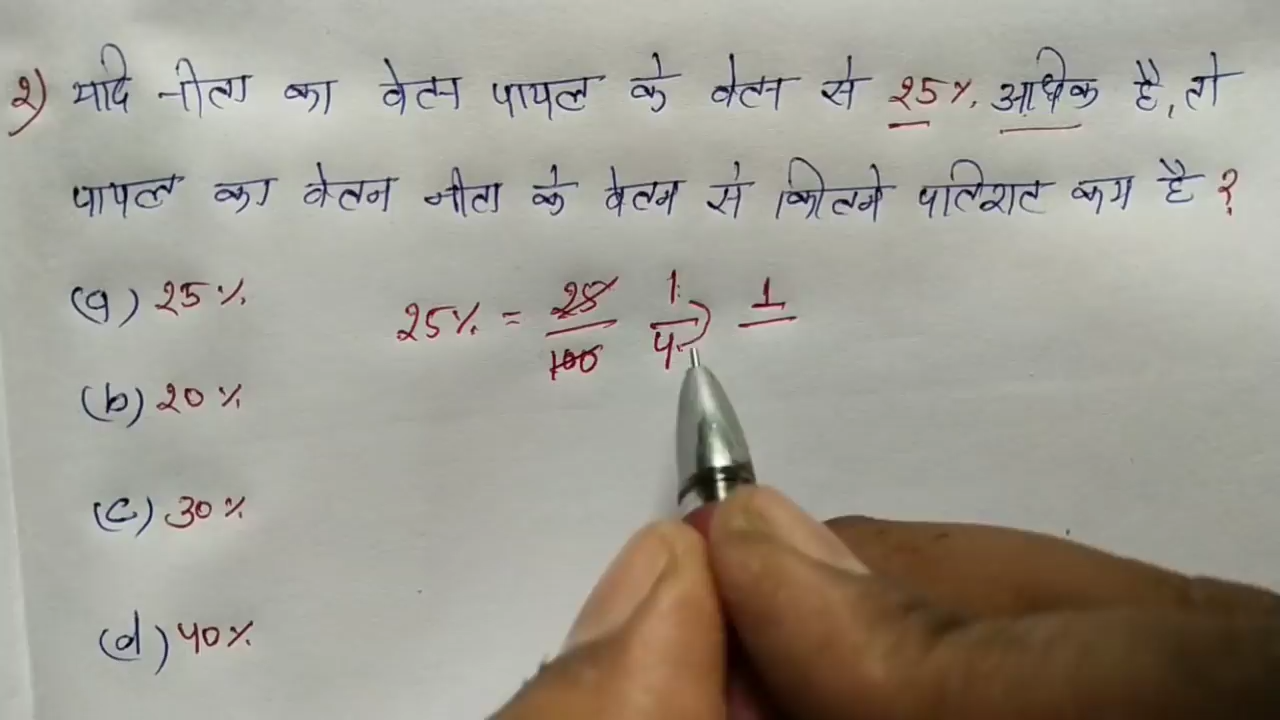 २) यदि नीता का वेतन पायल के वेतन से 25% अधिक है, तो
पायल का वेतन नीता के वेतन से कितने प्रतिशत कम है ?
(a) 25%
25% = 25/100 1/4 1
(b) 20%
(c) 30%
(d) 40%